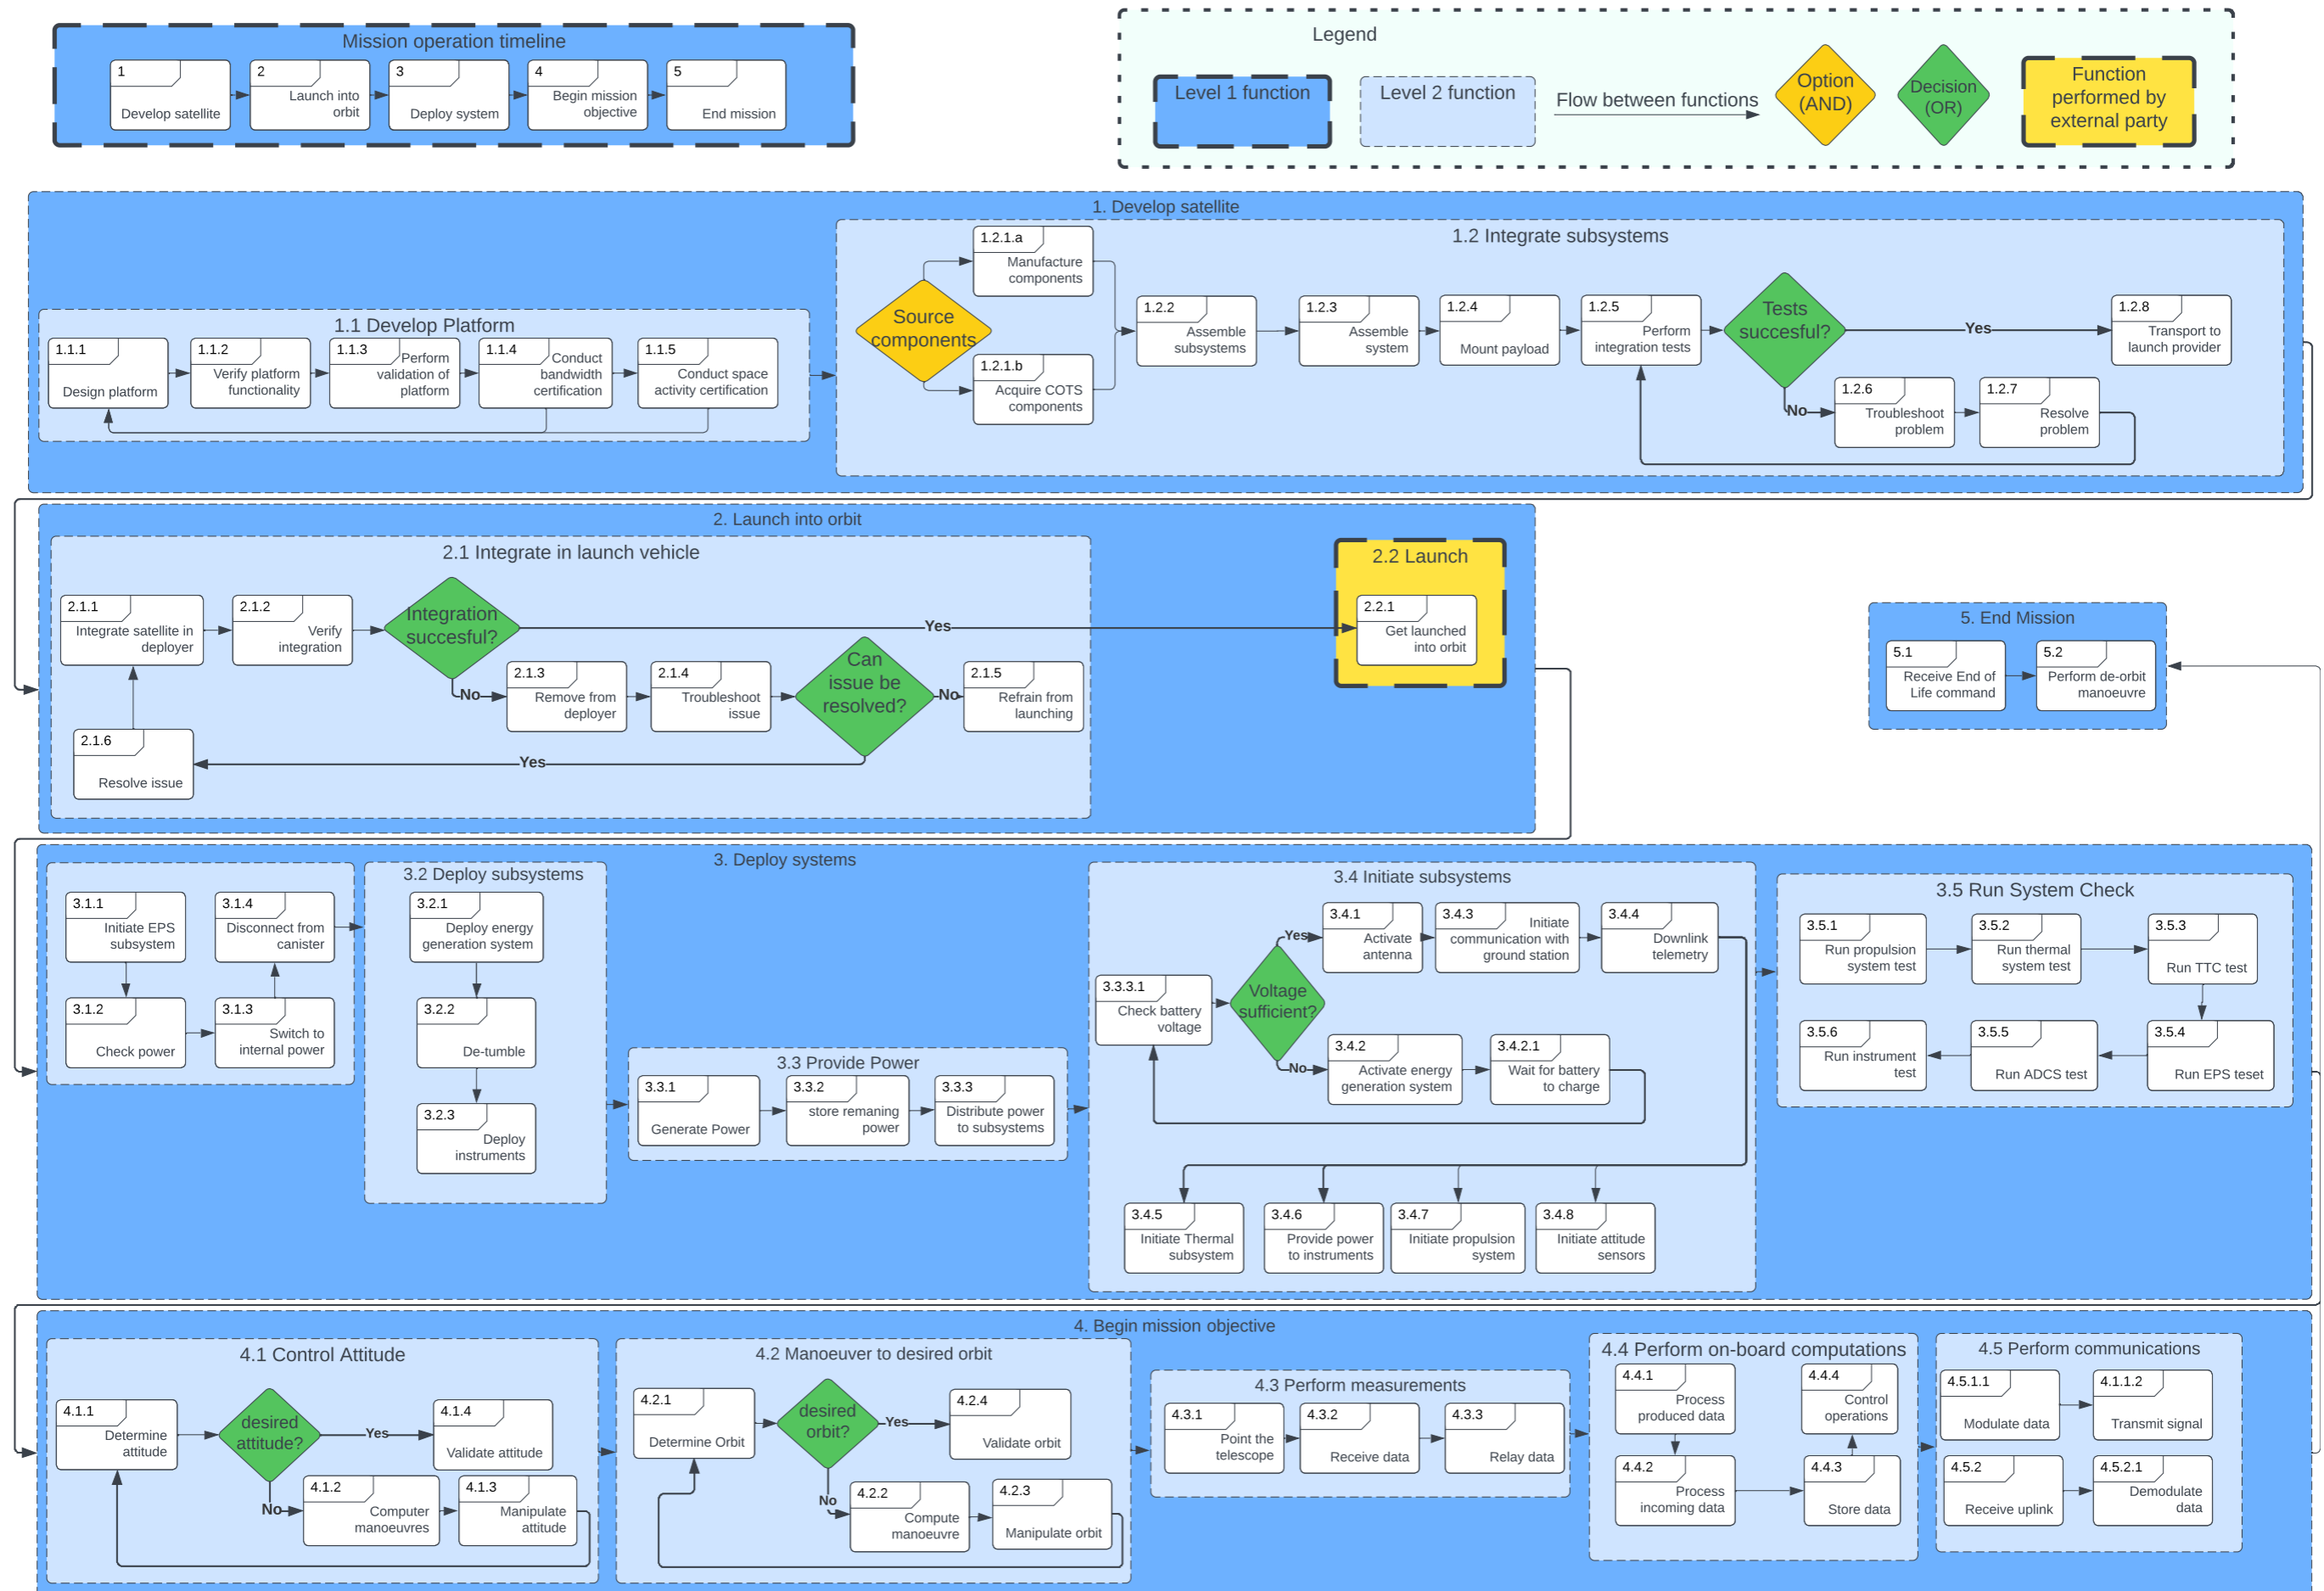 Mission operation timeline
1
Develop satellite
2
Launch into
orbit
3
Deploy system
4
Begin mission
objective
5
End mission
Legend
Level 1 function
Level 2 function
Flow between functions
Option
(AND)
Decision
(OR)
Function
performed by
external party
1. Develop satellite
1.1 Develop Platform
1.1.1
Design platform
1.1.2
Verify platform
functionality
1.1.3
Perform
validation of
platform
1.1.4
Conduct
bandwidth
certification
1.1.5
Conduct space
activity certification
1.2 Integrate subsystems
Source
components
1.2.1.a
Manufacture
components
1.2.1.b
Acquire COTS
components
1.2.2
Assemble
subsystems
1.2.3
Assemble
system
1.2.4
Mount payload
1.2.5
Perform
integration tests
Tests
succesful?
Yes
1.2.8
Transport to
launch provider
No
1.2.6
Troubleshoot
problem
1.2.7
Resolve
problem
2. Launch into orbit
2.1 Integrate in launch vehicle
2.1.1
Integrate satellite in
deployer
2.1.2
Verify
integration
Integration
succesful?
Yes
No
2.1.3
Remove from
deployer
2.1.4
Troubleshoot
issue
Can
issue be
resolved?
No
2.1.5
Refrain from
launching
Yes
2.1.6
Resolve issue
2.2 Launch
2.2.1
Get launched
into orbit
5. End Mission
5.1
Receive End of
Life command
5.2
Perform de-orbit
manoeuvre
3. Deploy systems
3.1.1
Initiate EPS
subsystem
3.1.4
Disconnect from
canister
3.1.2
Check power
3.1.3
Switch to
internal power
3.2 Deploy subsystems
3.2.1
Deploy energy
generation system
3.2.2
De-tumble
3.2.3
Deploy
instruments
3.3 Provide Power
3.3.1
Generate Power
3.3.2
store remaning
power
3.3.3
Distribute power
to subsystems
3.4 Initiate subsystems
3.3.3.1
Check battery
voltage
Voltage
sufficient?
Yes
3.4.1
Activate
antenna
3.4.3
Initiate
communication with
ground station
3.4.4
Downlink
telemetry
No
3.4.2
Activate energy
generation system
3.4.2.1
Wait for battery
to charge
3.4.5
Initiate Thermal
subsystem
3.4.6
Provide power
to instruments
3.4.7
Initiate propulsion
system
3.4.8
Initiate attitude
sensors
3.5 Run System Check
3.5.1
Run propulsion
system test
3.5.2
Run thermal
system test
3.5.3
Run TTC test
3.5.6
Run instrument
test
3.5.5
Run ADCS test
3.5.4
Run EPS teset
4. Begin mission objective
4.1 Control Attitude
4.1.1
Determine
attitude
desired
attitude?
Yes
4.1.4
Validate attitude
No
4.1.2
Computer
manoeuvres
4.1.3
Manipulate
attitude
4.2 Manoeuver to desired orbit
4.2.1
Determine Orbit
desired
orbit?
Yes
4.2.4
Validate orbit
No
4.2.2
Compute
manoeuvre
4.2.3
Manipulate orbit
4.3 Perform measurements
4.3.1
Point the
telescope
4.3.2
Receive data
4.3.3
Relay data
4.4 Perform on-board computations
4.4.1
Process
produced data
4.4.4
Control
operations
4.4.2
Process
incoming data
4.4.3
Store data
4.5 Perform communications
4.5.1.1
Modulate data
4.1.1.2
Transmit signal
4.5.2
Receive uplink
4.5.2.1
Demodulate
data